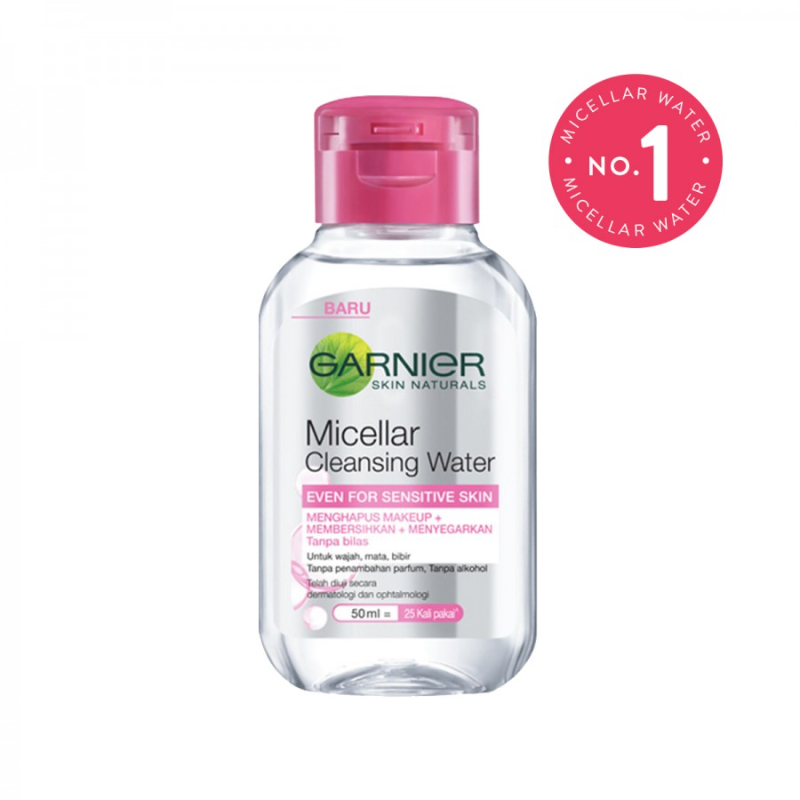 MICELLAR WATER
NO. 1
MICELLAR WATER
BARU
GARNIER
SKIN NATURALS
Micellar
Cleansing Water
EVEN FOR SENSITIVE SKIN
MENGHAPUS MAKEUP +
MEMBERSIHKAN + MENYEGARKAN
Tanpa bilas
Untuk wajah, mata, bibir
Tanpa penambahan parfum, Tanpa alkohol
Telah diuji secara
dermatologi dan ophtalmologi
50ml = 25 Kali pakai^